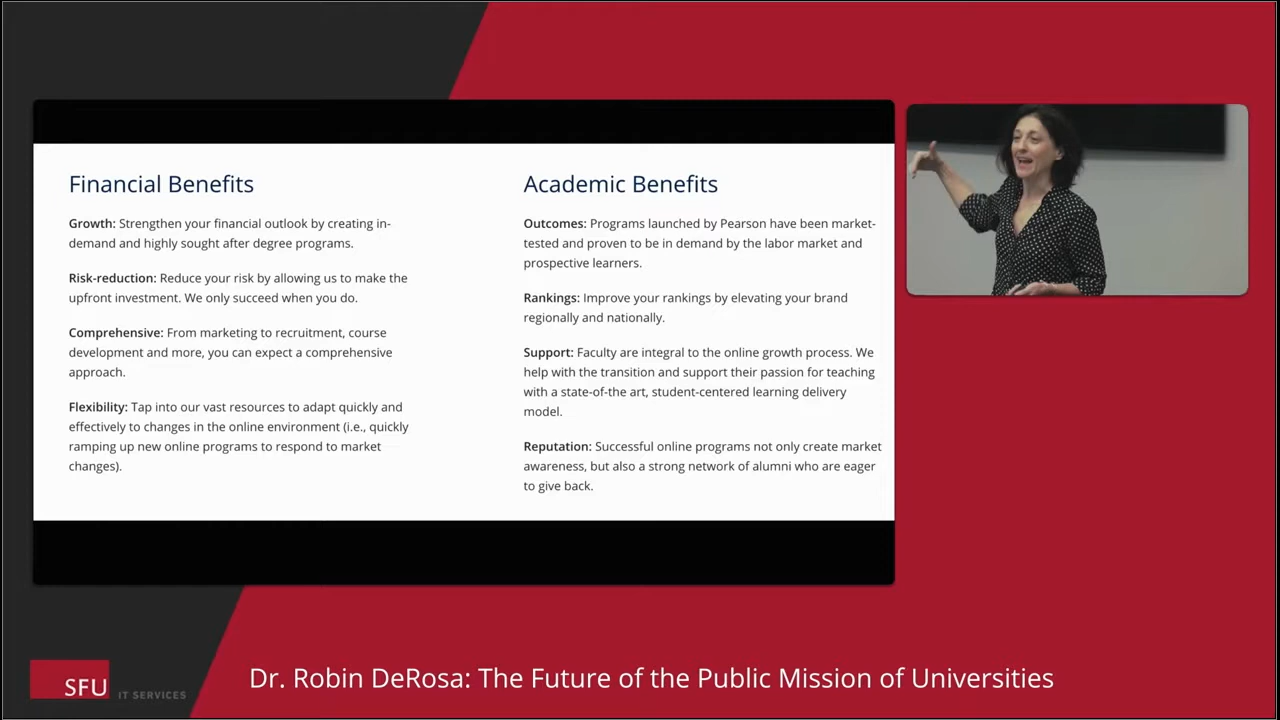 Financial Benefits
Growth: Strengthen your financial outlook by creating in-
demand and highly sought after degree programs.
Risk-reduction: Reduce your risk by allowing us to make the
upfront investment. We only succeed when you do.
Comprehensive: From marketing to recruitment, course
development and more, you can expect a comprehensive
approach.
Flexibility: Tap into our vast resources to adapt quickly and
effectively to changes in the online environment (i.e., quickly
ramping up new online programs to respond to market
changes).
Academic Benefits
Outcomes: Programs launched by Pearson have been market-
tested and proven to be in demand by the labor market and
prospective learners.
Rankings: Improve your rankings by elevating your brand
regionally and nationally.
Support: Faculty are integral to the online growth process. We
help with the transition and support their passion for teaching
with a state-of-the art, student-centered learning delivery
model.
Reputation: Successful online programs not only create market
awareness, but also a strong network of alumni who are eager
to give back.
SFU IT SERVICES
Dr. Robin DeRosa: The Future of the Public Mission of Universities